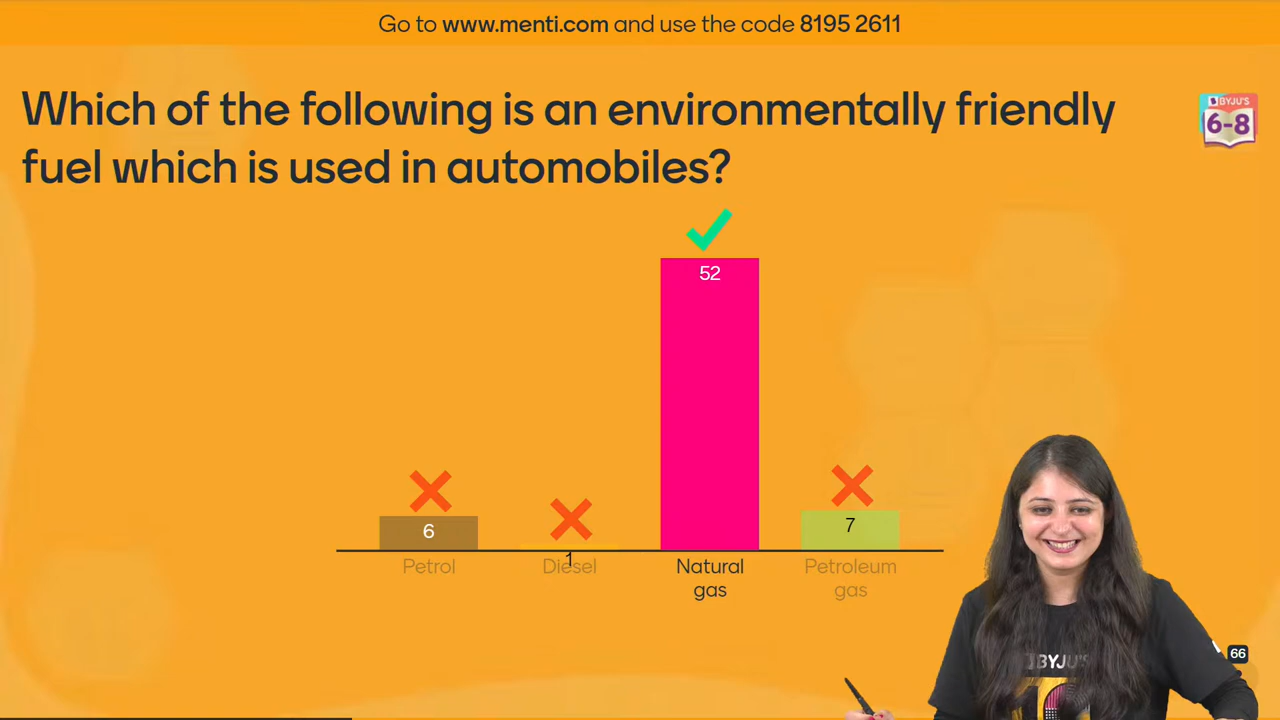 Go to www.menti.com and use the code 8195 2611
Which of the following is an environmentally friendly
fuel which is used in automobiles?
BYJU'S
6-8
52
6
1
7
Petrol
Diesel
Natural
gas
Petroleum
gas
BYJU'S
66